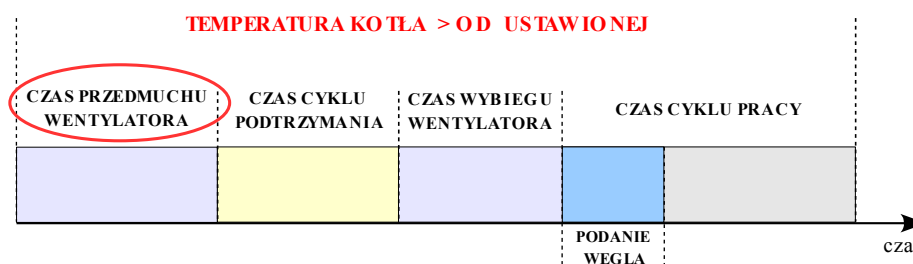 TEMPERATURA KOTŁA > OD USTAWIONEJ
CZAS PRZEDMUCHU
WENTYLATORA
CZAS CYKLU
PODTRZYMANIA
CZAS WYBIEGU
WENTYLATORA
CZAS CYKLU PRACY
PODANIE
WĘGLA
cza